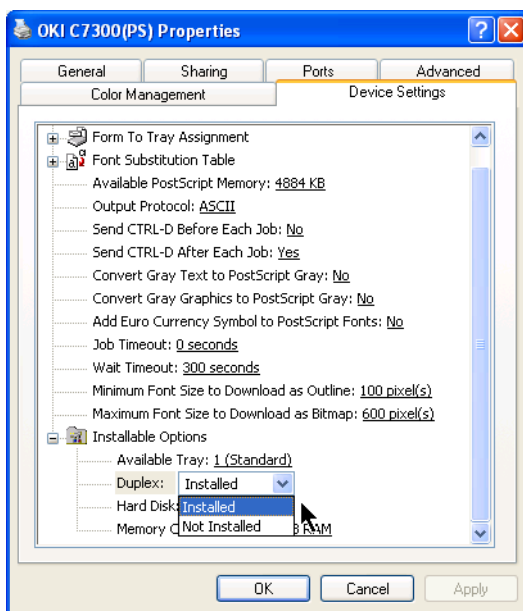 OKI C7300(PS) Properties
General Sharing Ports Advanced
Color Management Device Settings
Form To Tray Assignment
Font Substitution Table
Available PostScript Memory: 4884 KB
Output Protocol: ASCII
Send CTRL-D Before Each Job: No
Send CTRL-D After Each Job: Yes
Convert Gray Text to PostScript Gray: No
Convert Gray Graphics to PostScript Gray: No
Add Euro Currency Symbol to PostScript Fonts: No
Job Timeout: 0 seconds
Wait Timeout: 300 seconds
Minimum Font Size to Download as Outline: 100 pixel(s)
Maximum Font Size to Download as Bitmap: 600 pixel(s)
Installable Options
Available Tray: 1 (Standard)
Duplex: Installed
Hard Disk: Installed
Memory Not Installed RAM
OK Cancel Apply